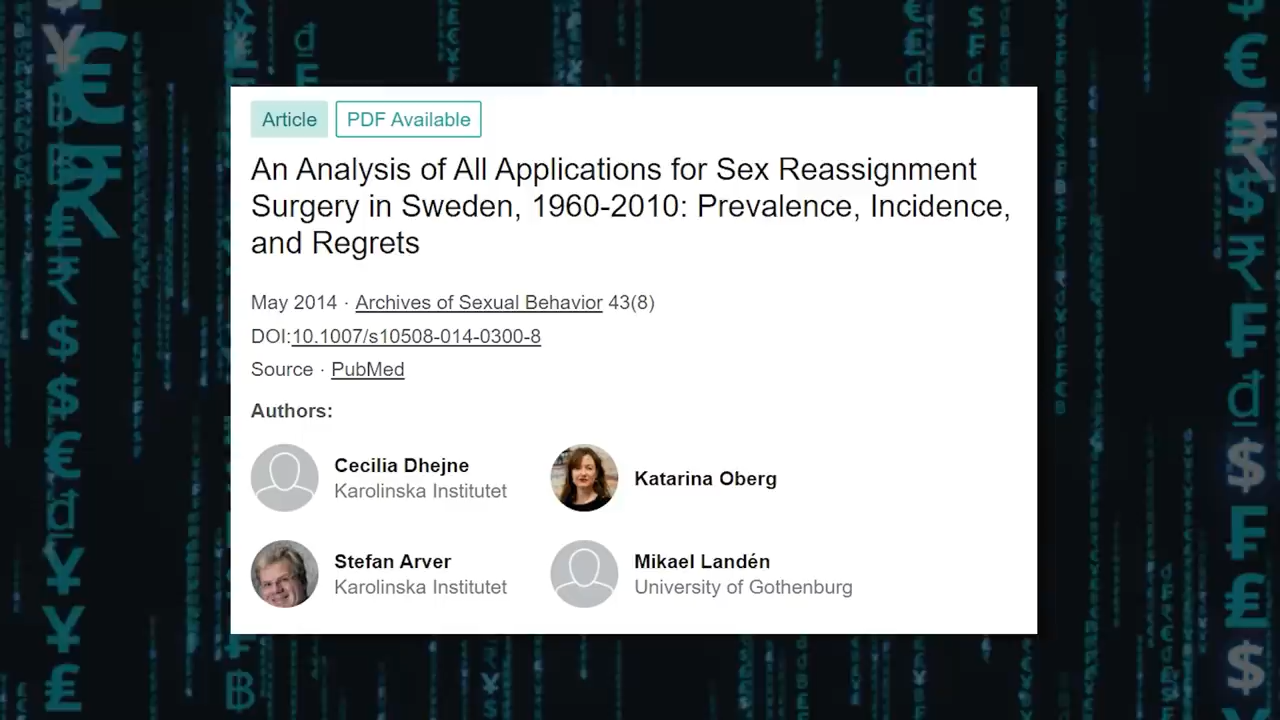 Article PDF Available
An Analysis of All Applications for Sex Reassignment
Surgery in Sweden, 1960-2010: Prevalence, Incidence,
and Regrets
May 2014 · Archives of Sexual Behavior 43(8)
DOI:10.1007/s10508-014-0300-8
Source · PubMed
Authors:
Cecilia Dhejne
Karolinska Institutet
Katarina Oberg
Stefan Arver
Karolinska Institutet
Mikael Landén
University of Gothenburg